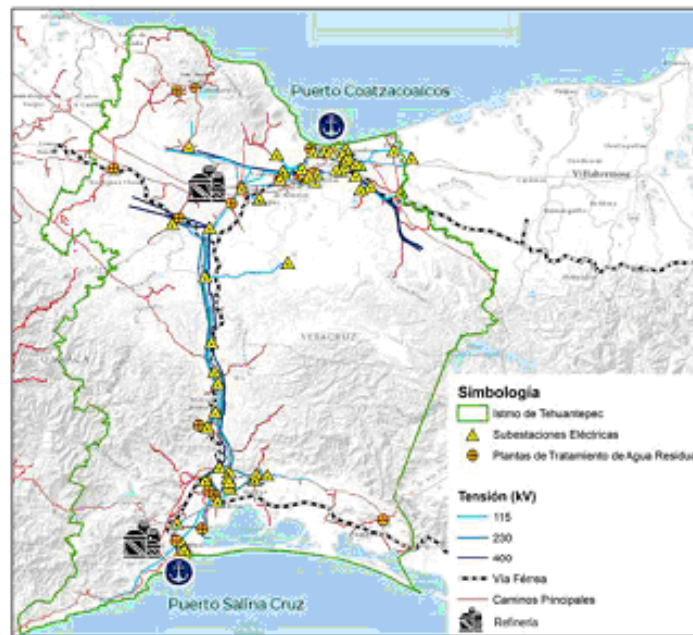 Puerto Coatzacoalcos
Villahermosa
VERACRUZ
Simbología
Istmo de Tehuantepec
Subestaciones Eléctricas
Plantas de Tratamiento de Agua Residual
Tensión (kV)
115
230
400
Vía Férrea
Caminos Principales
Refinería
Puerto Salina Cruz